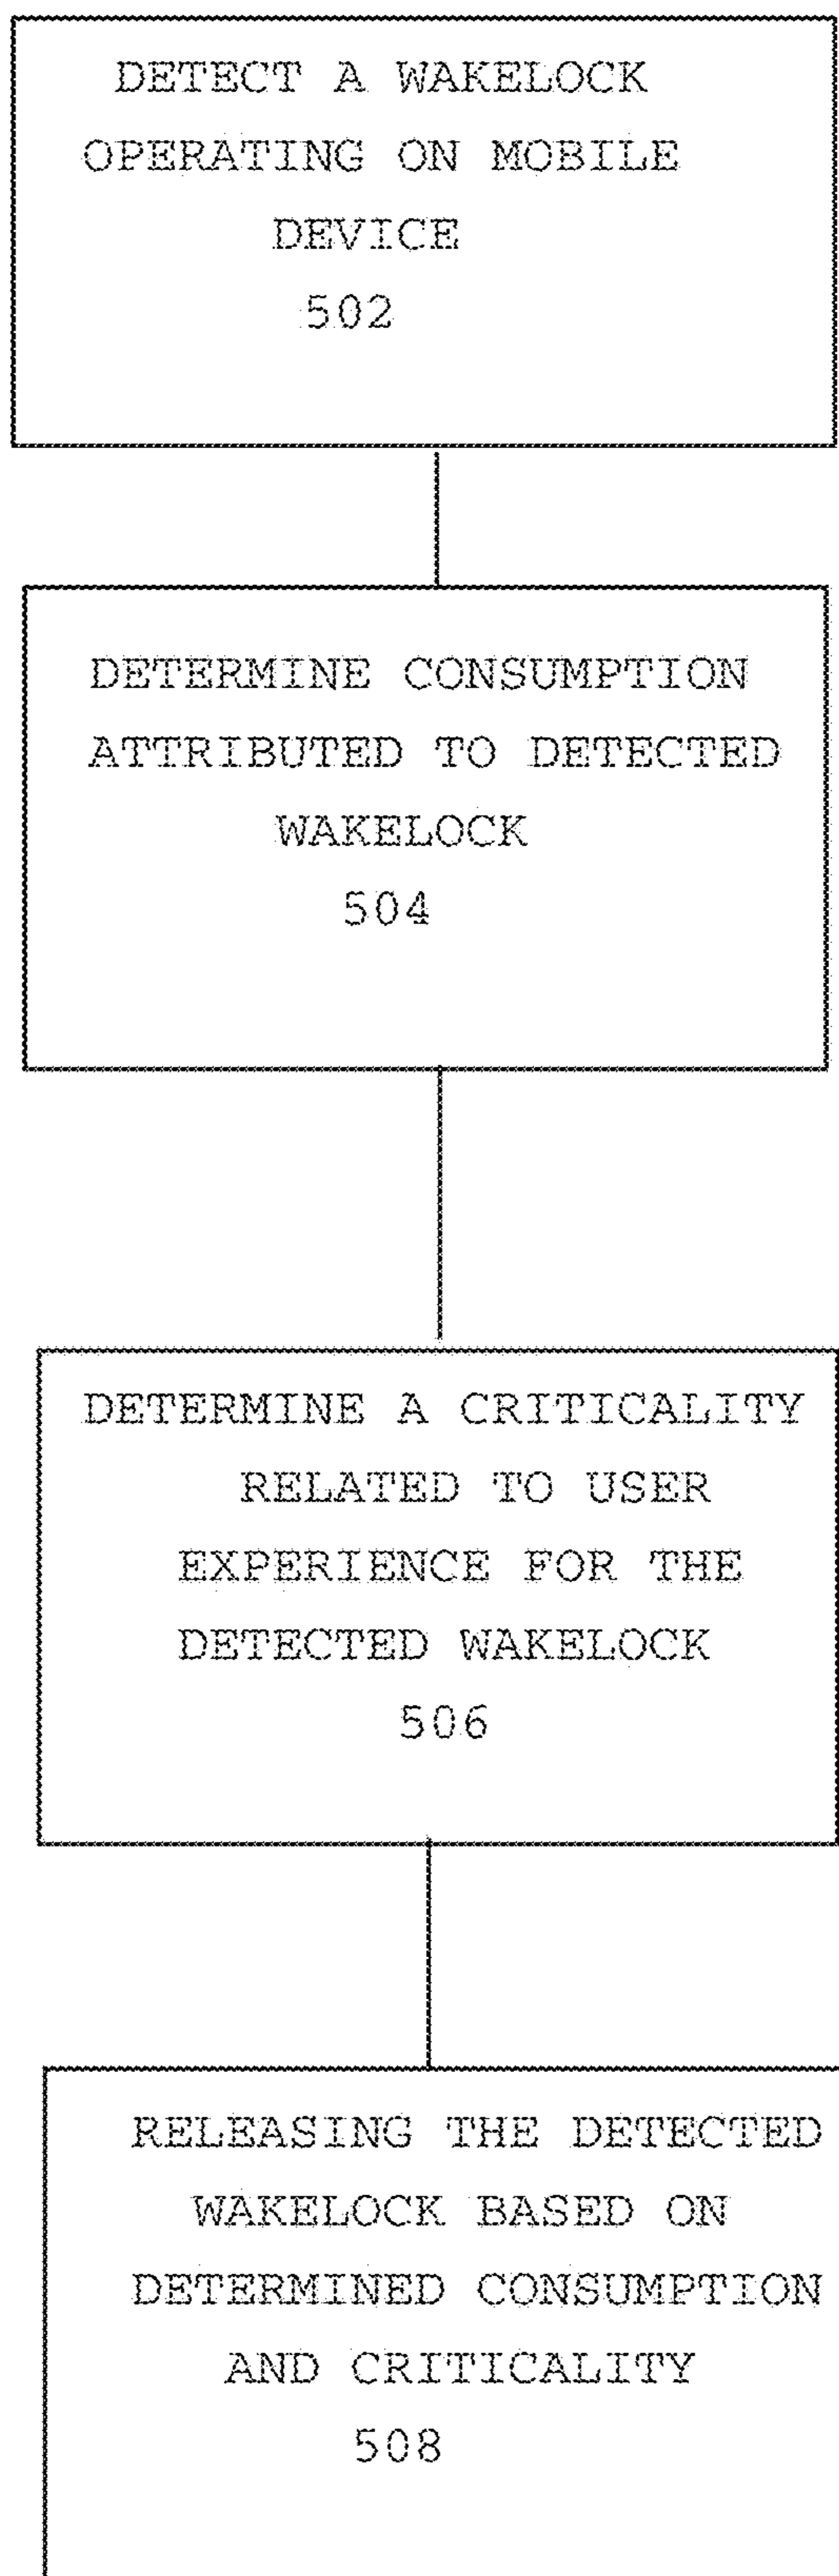 DETECT A WAKELOCK
OPERATING ON MOBILE
DEVICE
502
DETERMINE CONSUMPTION
ATTRIBUTED TO DETECTED
WAKELOCK
504
DETERMINE A CRITICALITY
RELATED TO USER
EXPERIENCE FOR THE
DETECTED WAKELOCK
506
RELEASING THE DETECTED
WAKELOCK BASED ON
DETERMINED CONSUMPTION
AND CRITICALITY
508